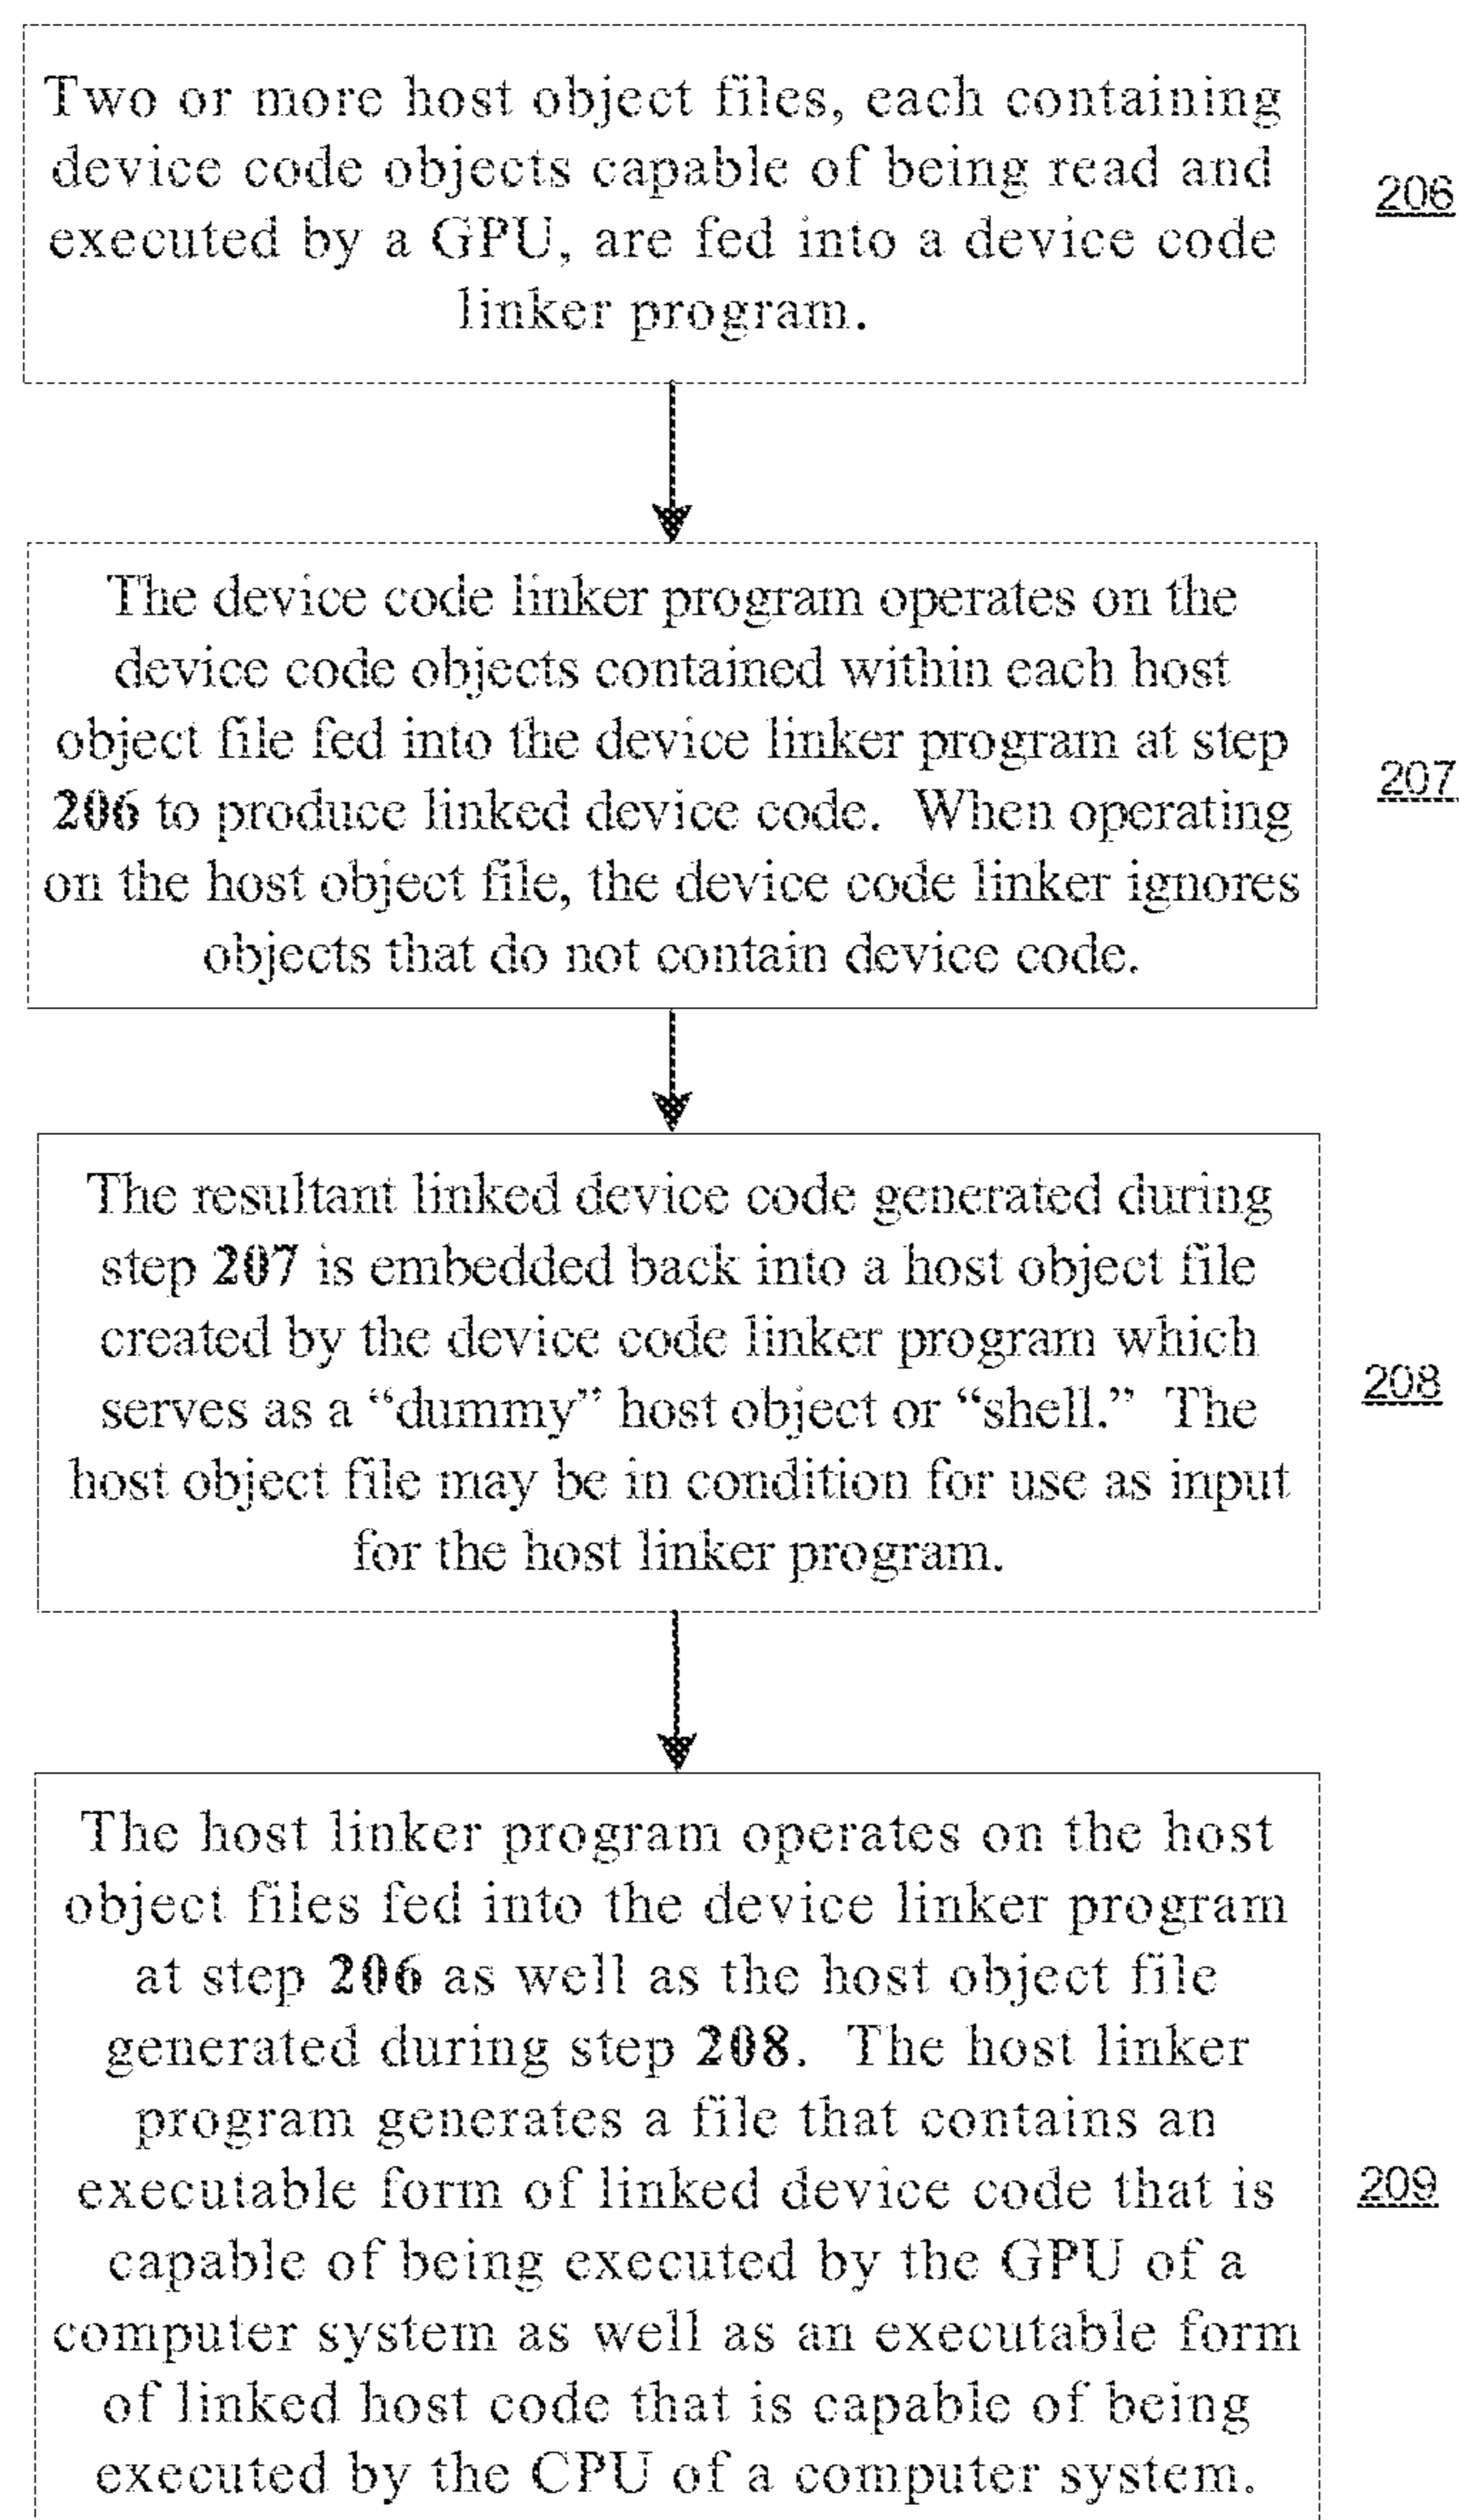 Two or more host object files, each containing
device code objects capable of being read and
executed by a GPU, are fed into a device code
linker program.
206
The device code linker program operates on the
device code objects contained within each host
object file fed into the device linker program at step
206 to produce linked device code. When operating
on the host object file, the device code linker ignores
objects that do not contain device code.
207
The resultant linked device code generated during
step 207 is embedded back into a host object file
created by the device code linker program which
serves as a “dummy” host object or “shell.” The
host object file may be in condition for use as input
for the host linker program.
208
The host linker program operates on the host
object files fed into the device linker program
at step 206 as well as the host object file
generated during step 208. The host linker
program generates a file that contains an
executable form of linked device code that is
capable of being executed by the GPU of a
computer system as well as an executable form
of linked host code that is capable of being
executed by the CPU of a computer system.
209